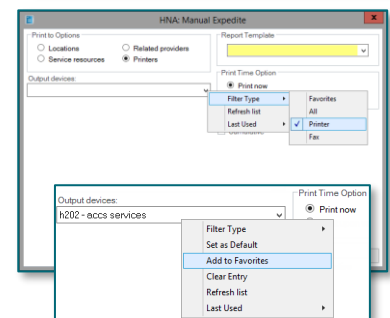 HNA: Manual Expedite
x
Print to Options
Report Template
Locations
Related providers
Service resources
Printers
Print Time Option
Output devices:
Print now
Filter Type
Favorites
Refresh list
All
Last Used
✓ Printer
Fax
Print Time Option
Output devices:
Print now
h202 - accs services
Filter Type
Set as Default
Add to Favorites
Clear Entry
Refresh list
Last Used